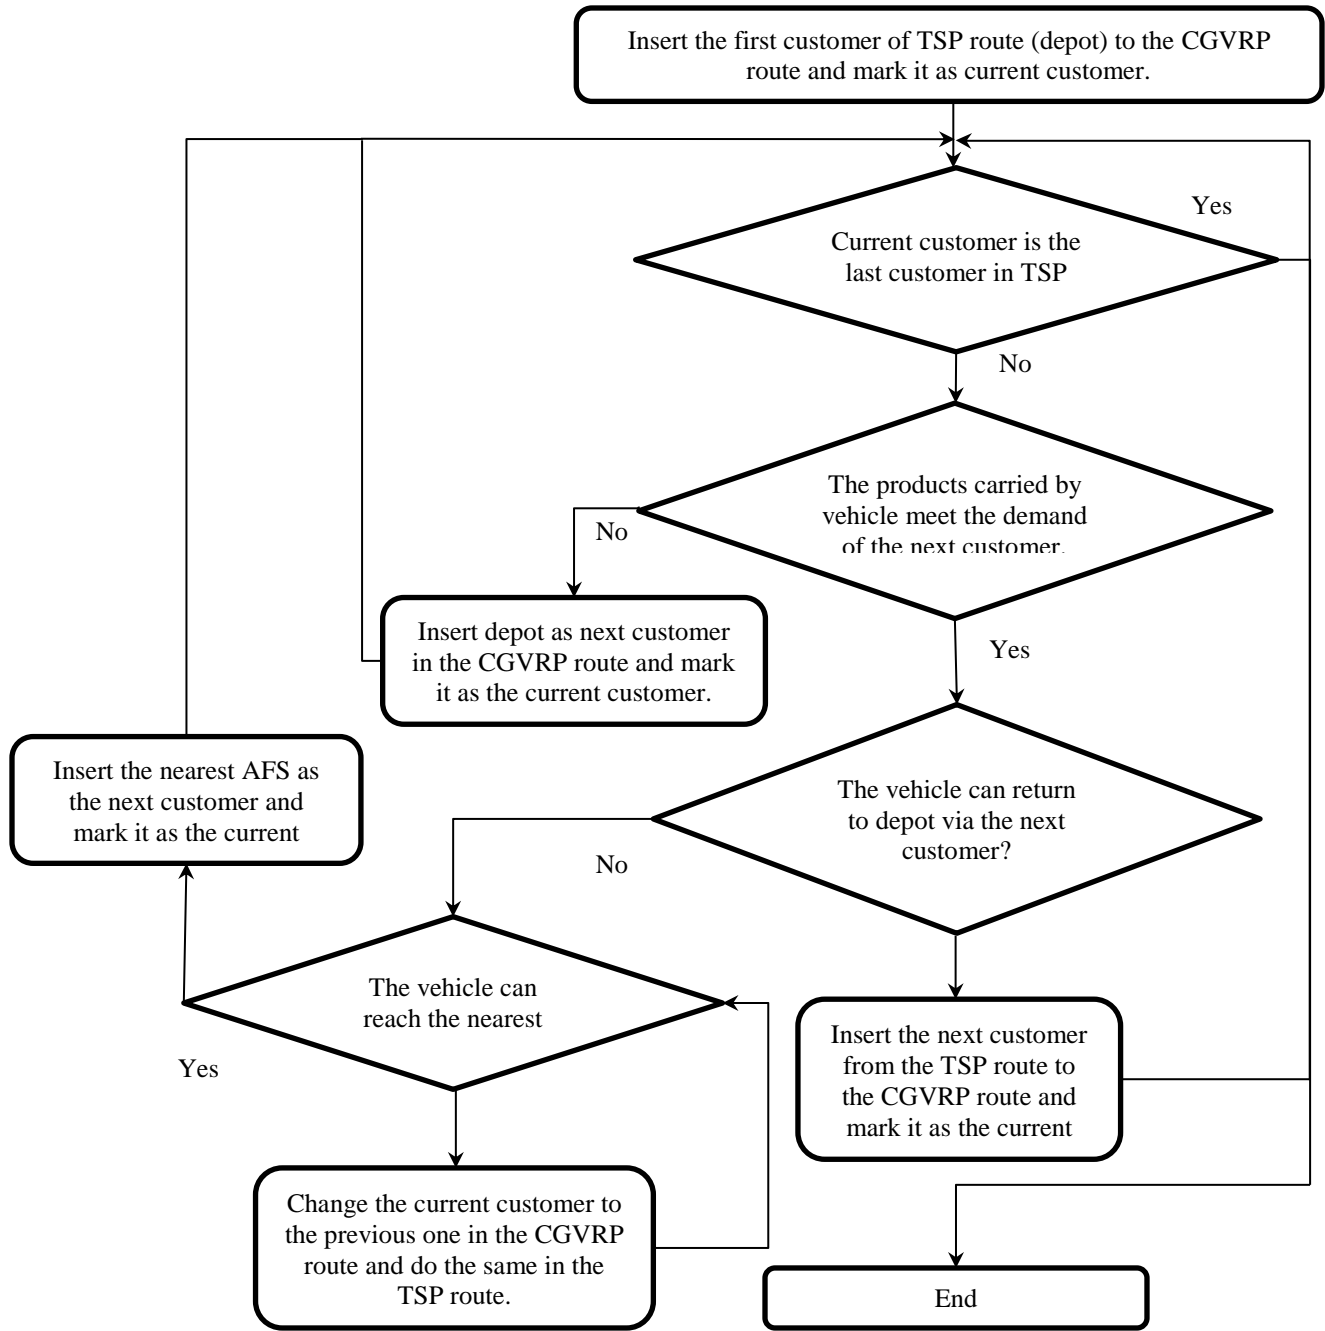 Insert the first customer of TSP route (depot) to the CGVRP
route and mark it as current customer.
Yes
Current customer is the
last customer in TSP
No
The products carried by
vehicle meet the demand
of the next customer.
No
Insert depot as next customer
in the CGVRP route and mark
it as the current customer.
Yes
Insert the nearest AFS as
the next customer and
mark it as the current
The vehicle can return
to depot via the next
customer?
No
The vehicle can
reach the nearest
Yes
Insert the next customer
from the TSP route to
the CGVRP route and
mark it as the current
Change the current customer to
the previous one in the CGVRP
route and do the same in the
TSP route.
End